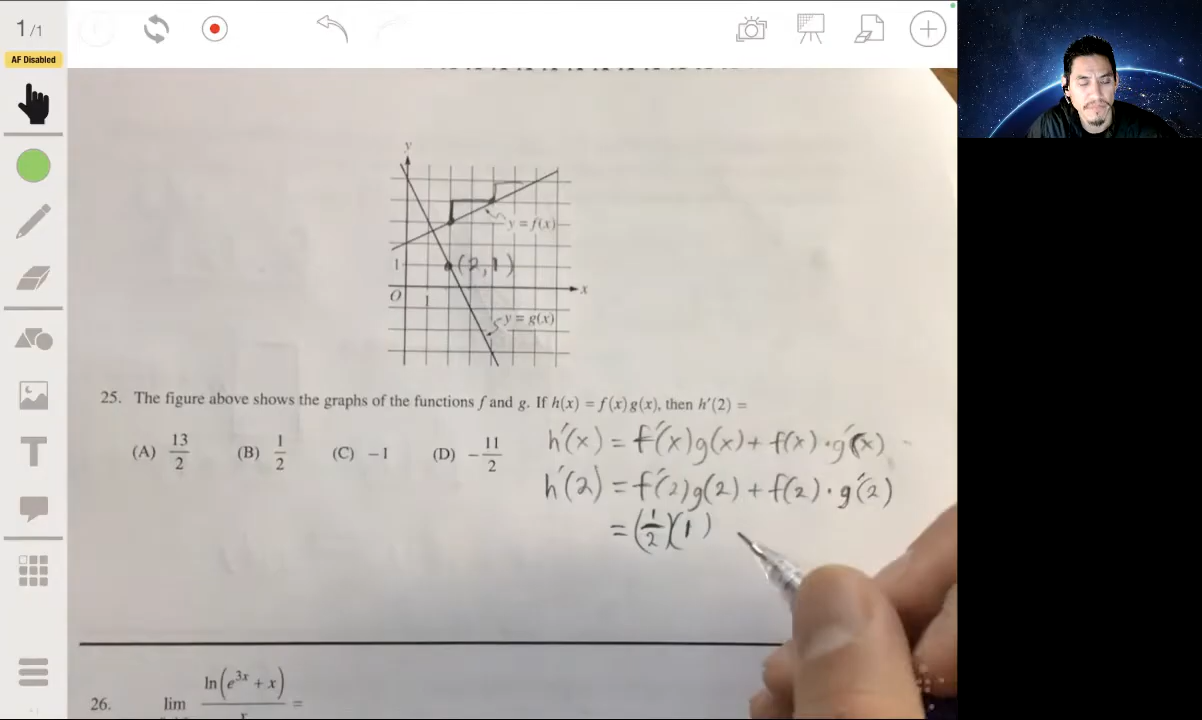 1/1
AF Disabled
y
y = f(x)
1
(2,1)
x
O
1
y = g(x)
25. The figure above shows the graphs of the functions f and g. If h(x) = f(x)g(x), then h′(2) =
(A) 13/2 (B) 1/2 (C) −1 (D) −11/2
h′(x) = f′(x)g(x) + f(x)·g′(x)
h′(2) = f′(2)g(2) + f(2)·g′(2)
= (1/2)(1)
26. lim ln(e³ˣ + x)/x =
T